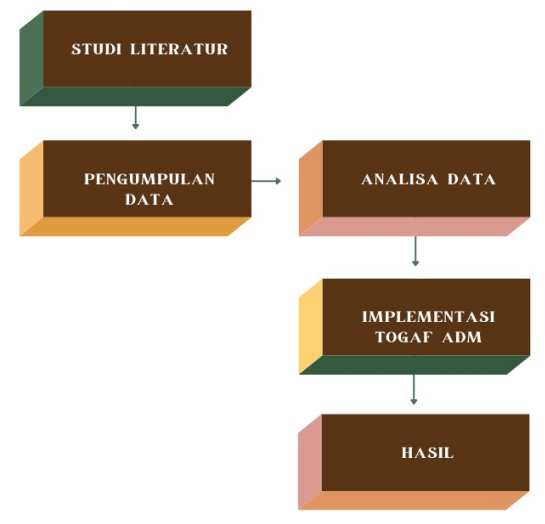 STUDI LITERATUR
PENGUMPULAN
DATA
ANALISA DATA
IMPLEMENTASI
TOGAF ADM
HASIL